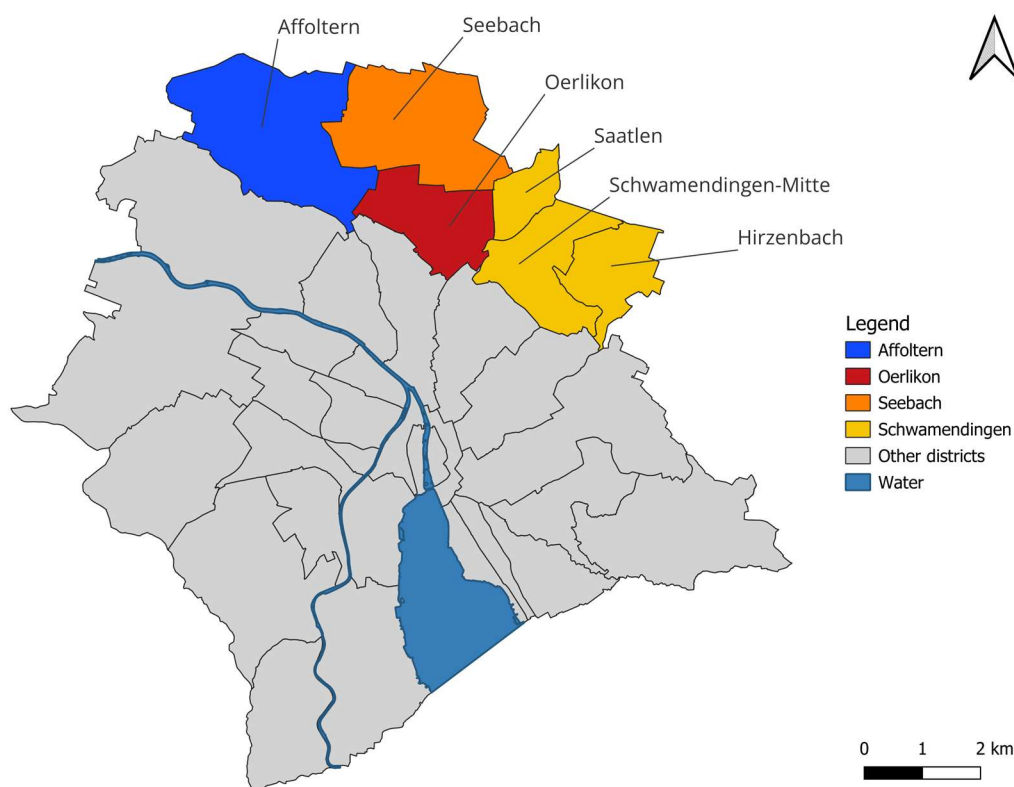 Affoltern
Seebach
Oerlikon
Saatlen
Schwamendingen-Mitte
Hirzenbach
Legend
Affoltern
Oerlikon
Seebach
Schwamendingen
Other districts
Water
0 1 2 km